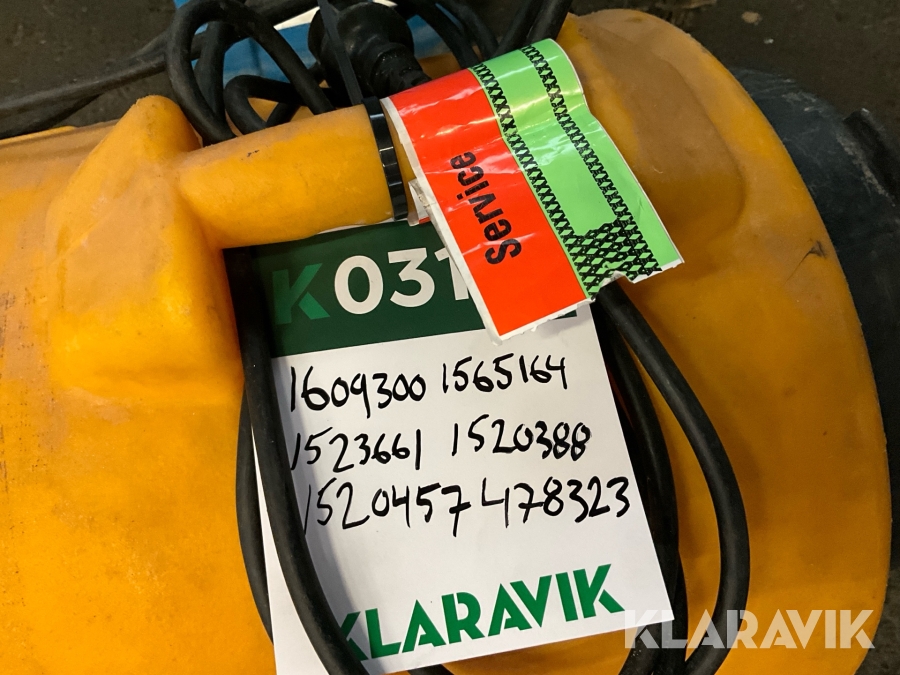 Service
K031
1609300 1565164
1523661 1520388
1520457 478323
KLARAVIK
KLARAVIK